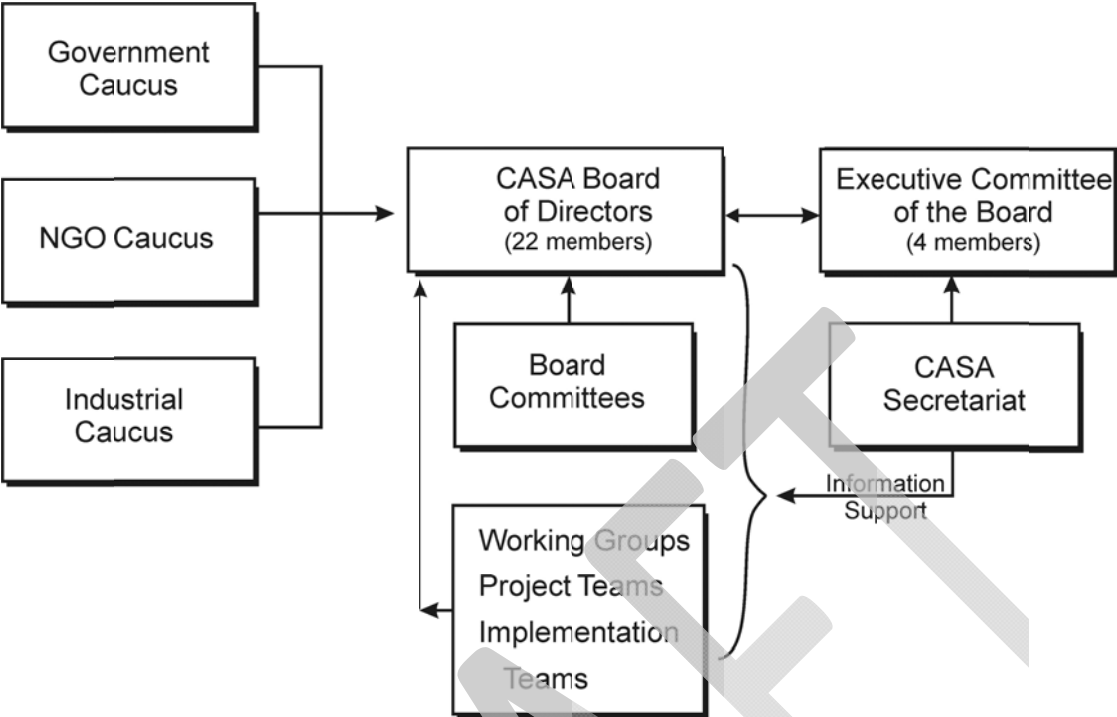 Government
Caucus
NGO Caucus
Industrial
Caucus
CASA Board
of Directors
(22 members)
Executive Committee
of the Board
(4 members)
Board
Committees
CASA
Secretariat
Information
Support
Working Groups
Project Teams
Implementation
Teams